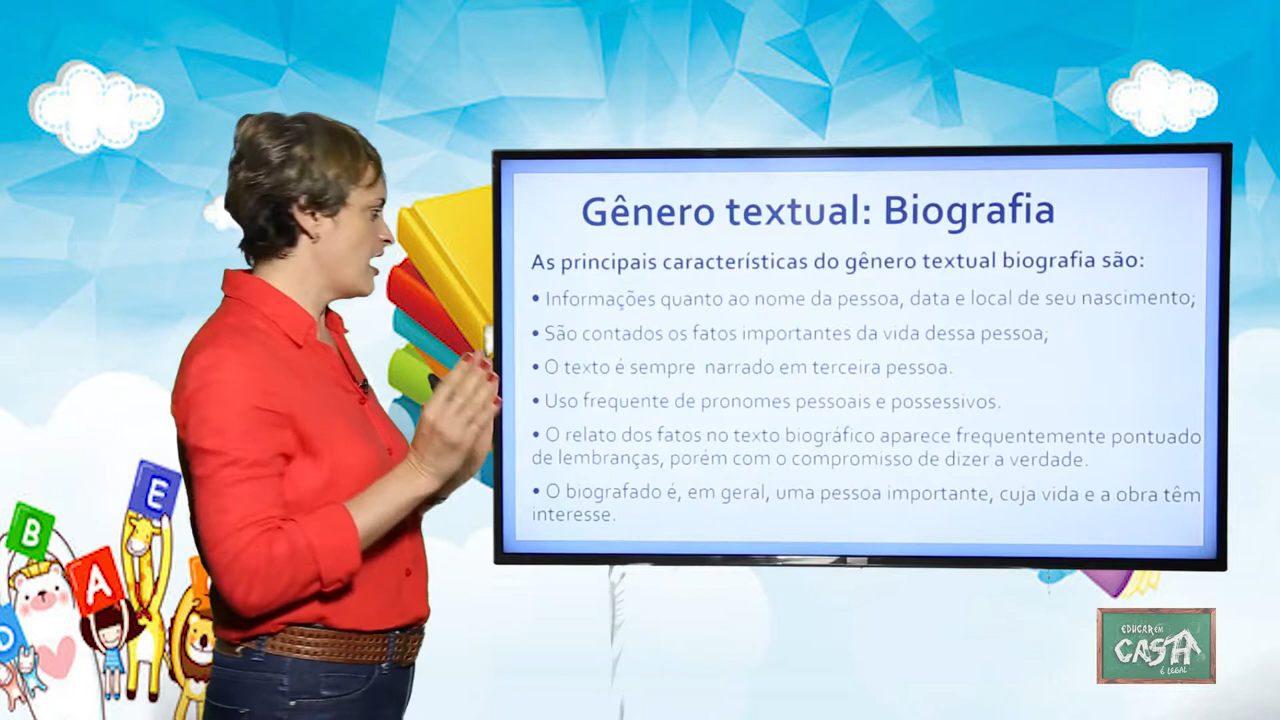 Gênero textual: Biografia
As principais características do gênero textual biografia são:
• Informações quanto ao nome da pessoa, data e local de seu nascimento;
• São contados os fatos importantes da vida dessa pessoa;
• O texto é sempre narrado em terceira pessoa.
• Uso frequente de pronomes pessoais e possessivos.
• O relato dos fatos no texto biográfico aparece frequentemente pontuado
de lembranças, porém com o compromisso de dizer a verdade.
• O biografado é, em geral, uma pessoa importante, cuja vida e a obra têm
interesse.
E
B
A
EDUCAR EM
CASA
É LEGAL